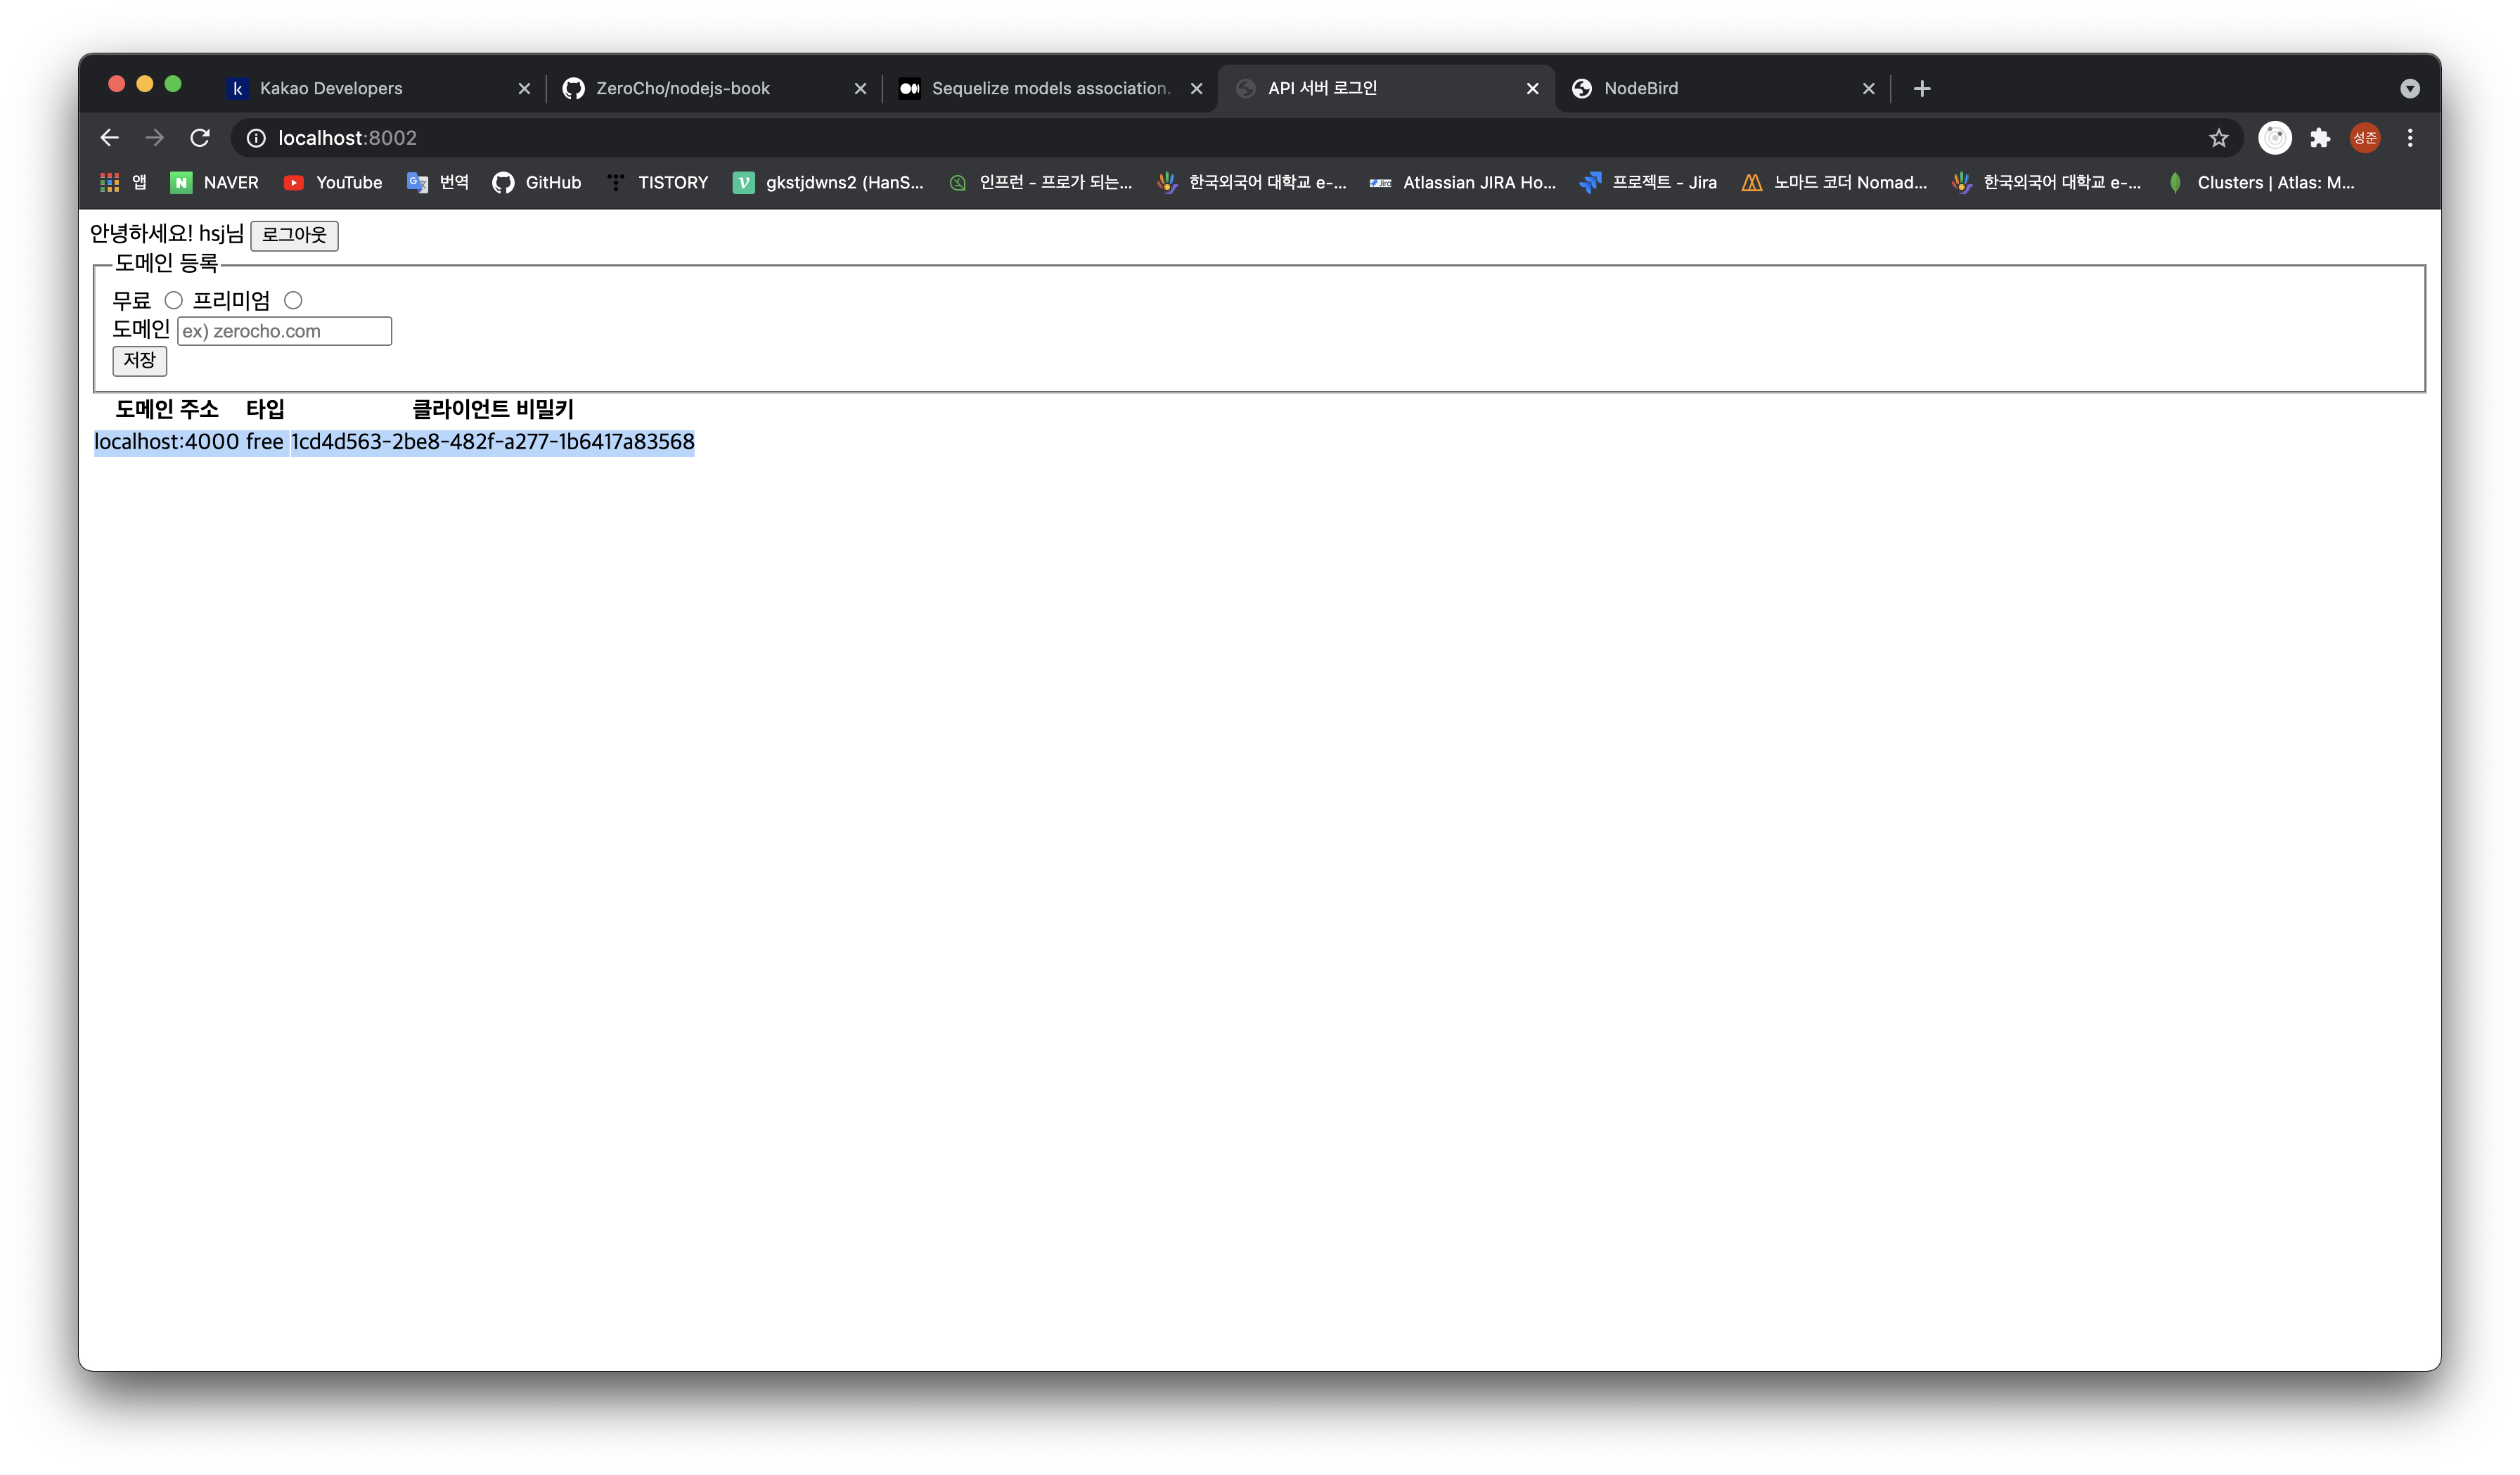 k Kakao Developers ZeroCho/nodejs-book Sequelize models association. API 서버 로그인 NodeBird
localhost:8002 성준
앱 N NAVER YouTube 번역 GitHub TISTORY gkstjdwns2 (HanS... 인프런 - 프로가 되는... 한국외국어 대학교 e-... Atlassian JIRA Ho... 프로젝트 - Jira 노마드 코더 Nomad... 한국외국어 대학교 e-... Clusters | Atlas: M...
안녕하세요! hsj님 로그아웃
도메인 등록
무료 프리미엄
도메인 ex) zerocho.com
저장
도메인 주소 타입 클라이언트 비밀키
localhost:4000 free 1cd4d563-2be8-482f-a277-1b6417a83568